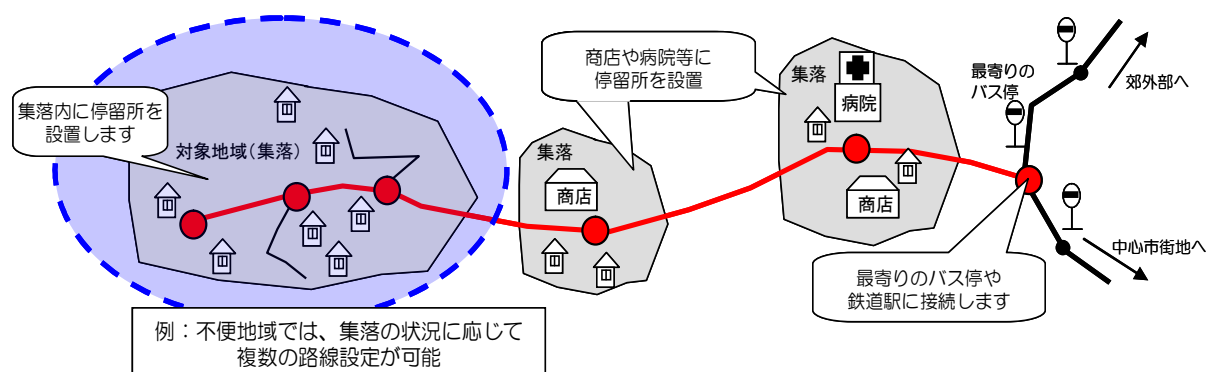 集落内に停留所を
設置します
対象地域(集落)
商店や病院等に
停留所を設置
集落
商店
集落
病院
商店
最寄りの
バス停
郊外部へ
中心市街地へ
最寄りのバス停や
鉄道駅に接続します
例：不便地域では、集落の状況に応じて
複数の路線設定が可能